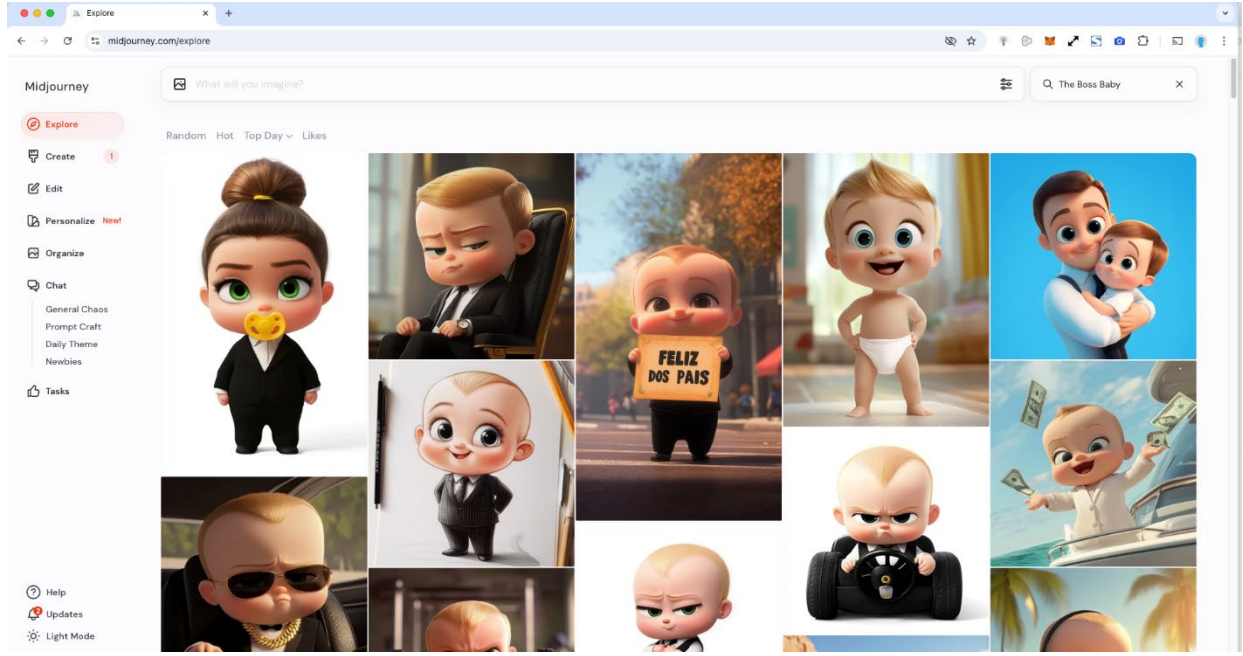 Explore
midjourney.com/explore
Midjourney
What will you imagine?
The Boss Baby
Explore
Create 1
Edit
Personalize New!
Organize
Chat
General Chaos
Prompt Craft
Daily Theme
Newbies
Tasks
Random Hot Top Day Likes
FELIZ
DOS PAIS
Help
2
Updates
Light Mode